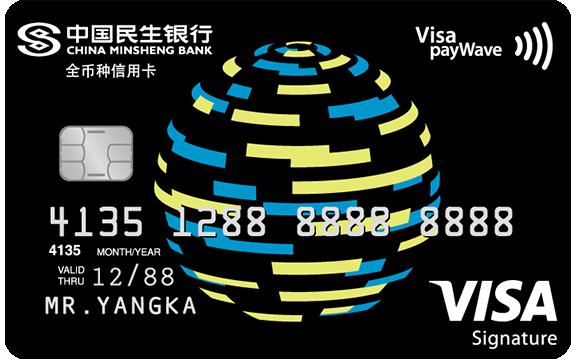 中国民生银行
CHINA MINSHENG BANK
全币种信用卡
Visa
payWave
4135 1288 8888 8888
4135 MONTH/YEAR
VALID THRU 12/88
MR.YANGKA
VISA
Signature